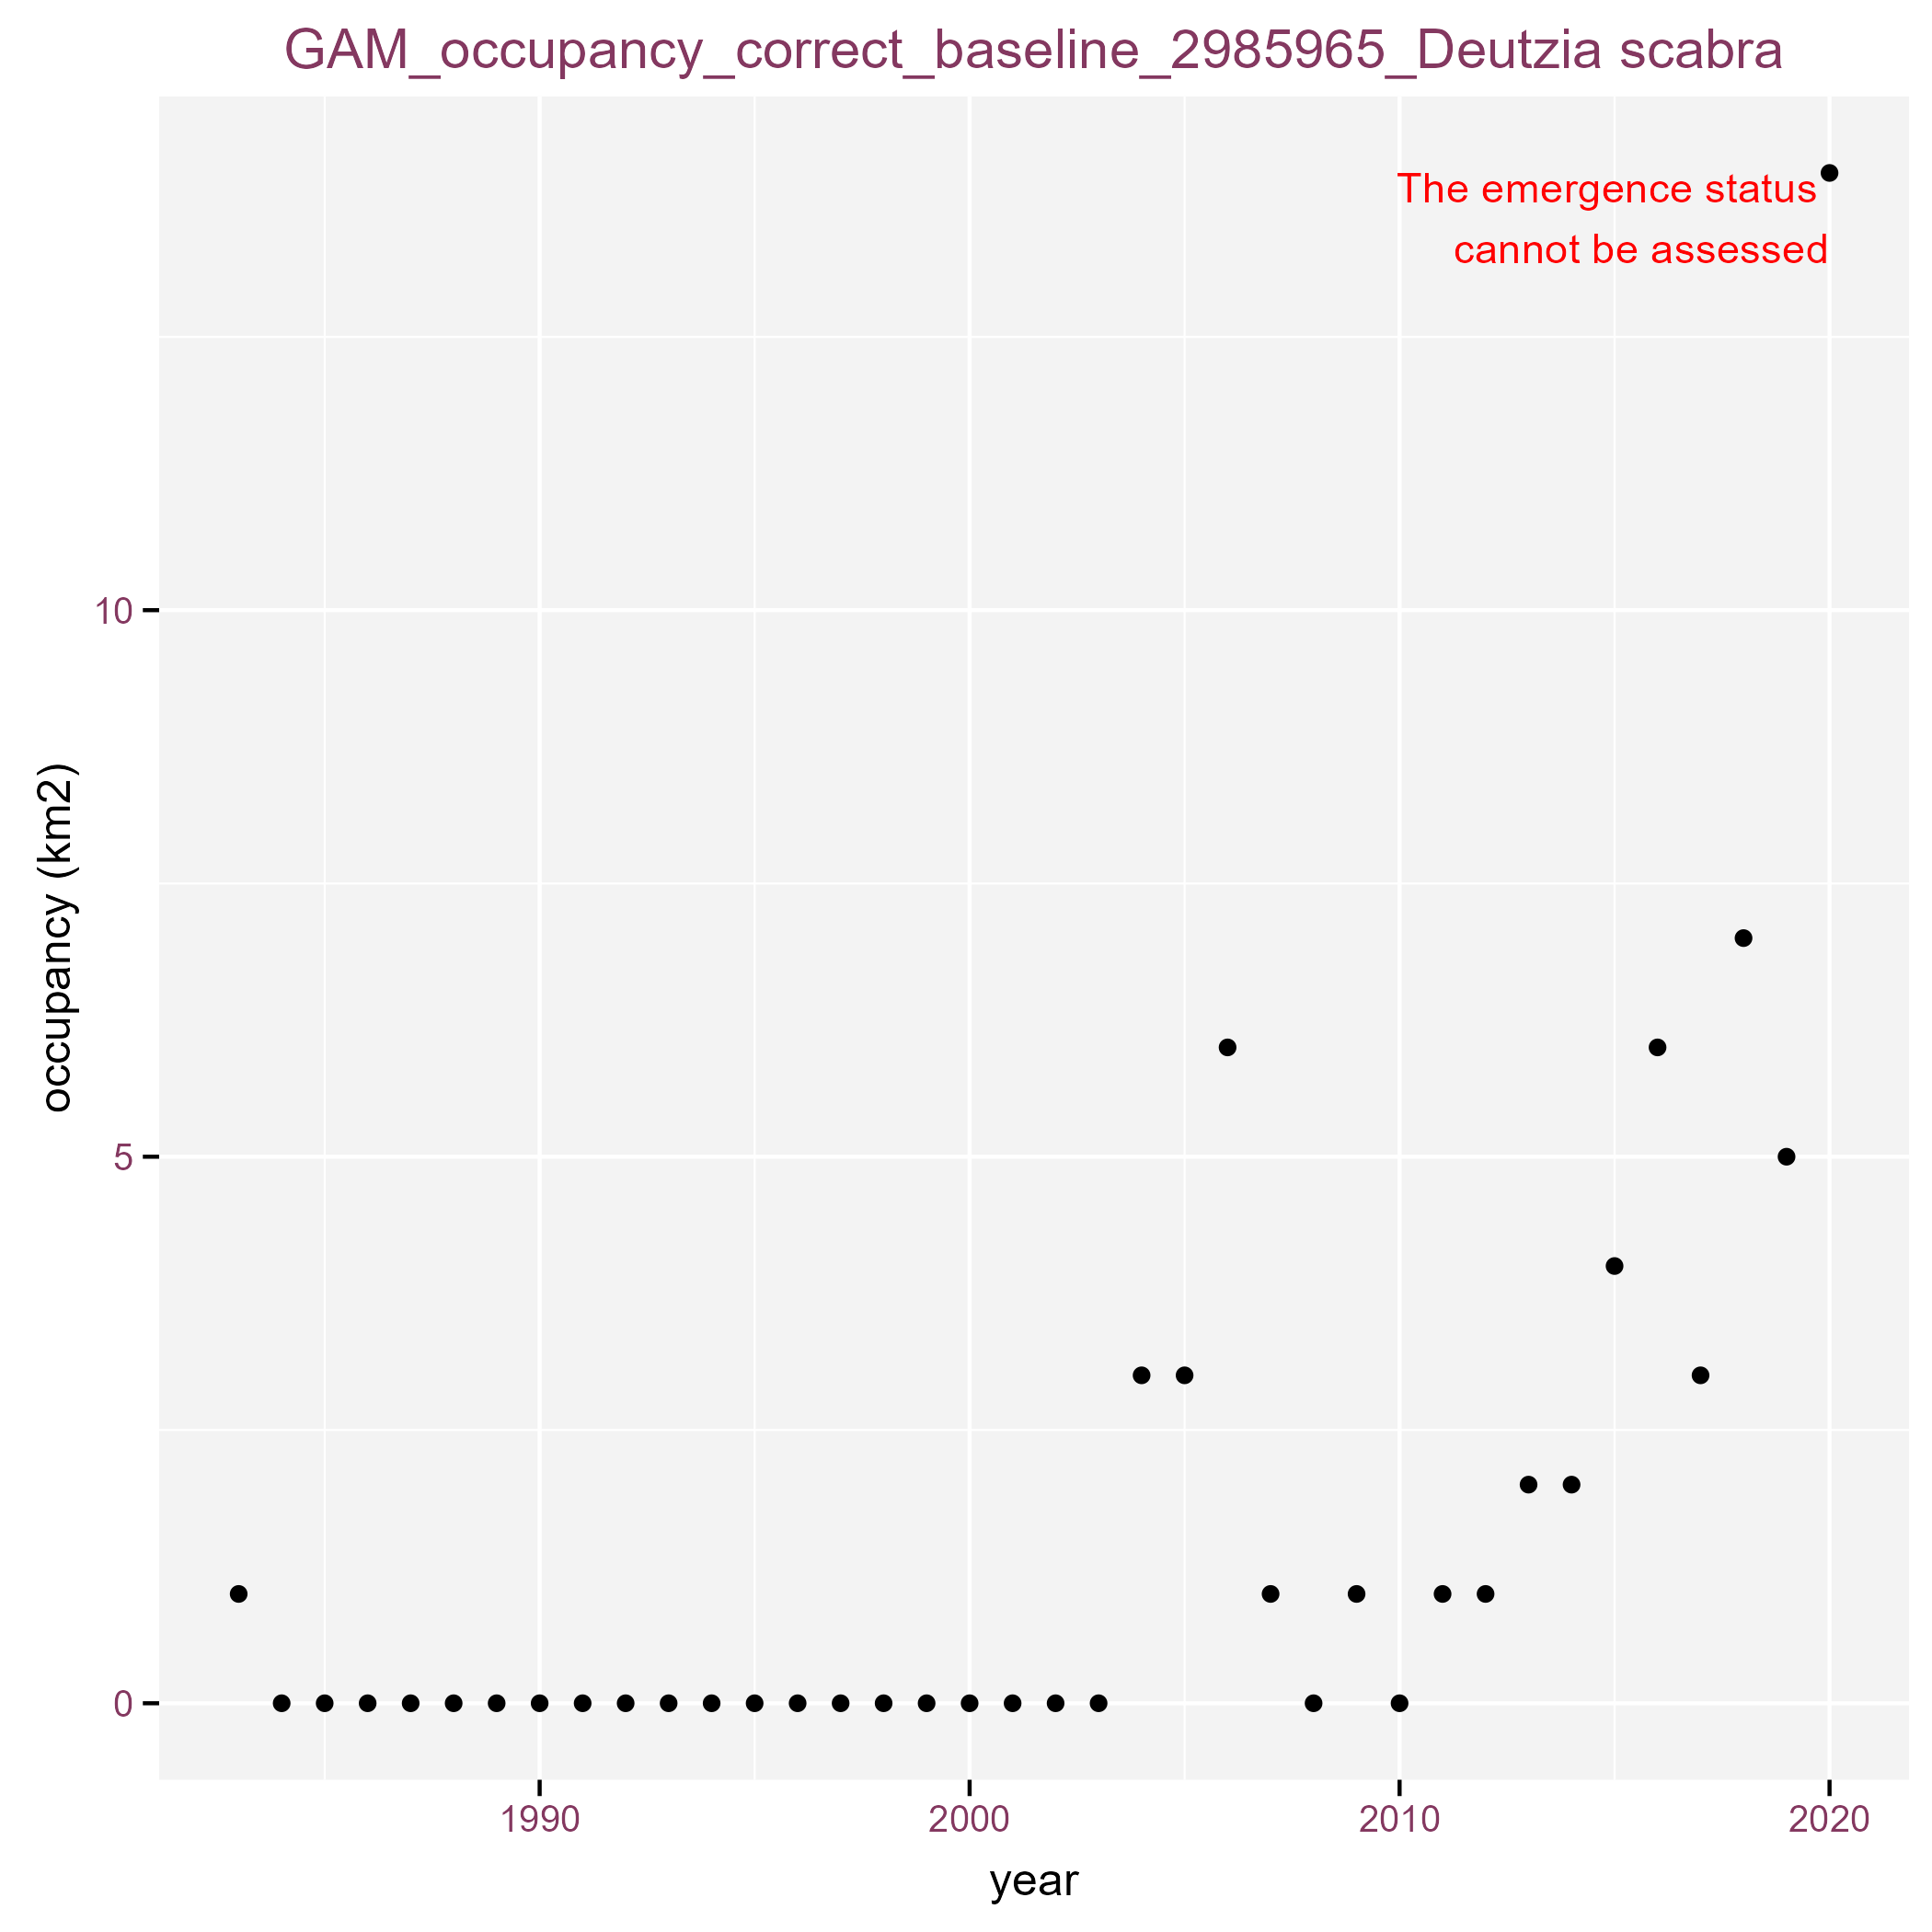 GAM_occupancy_correct_baseline_2985965_Deutzia scabra
The emergence status
cannot be assessed
10
5
0
occupancy (km2)
1990 2000 2010 2020
year